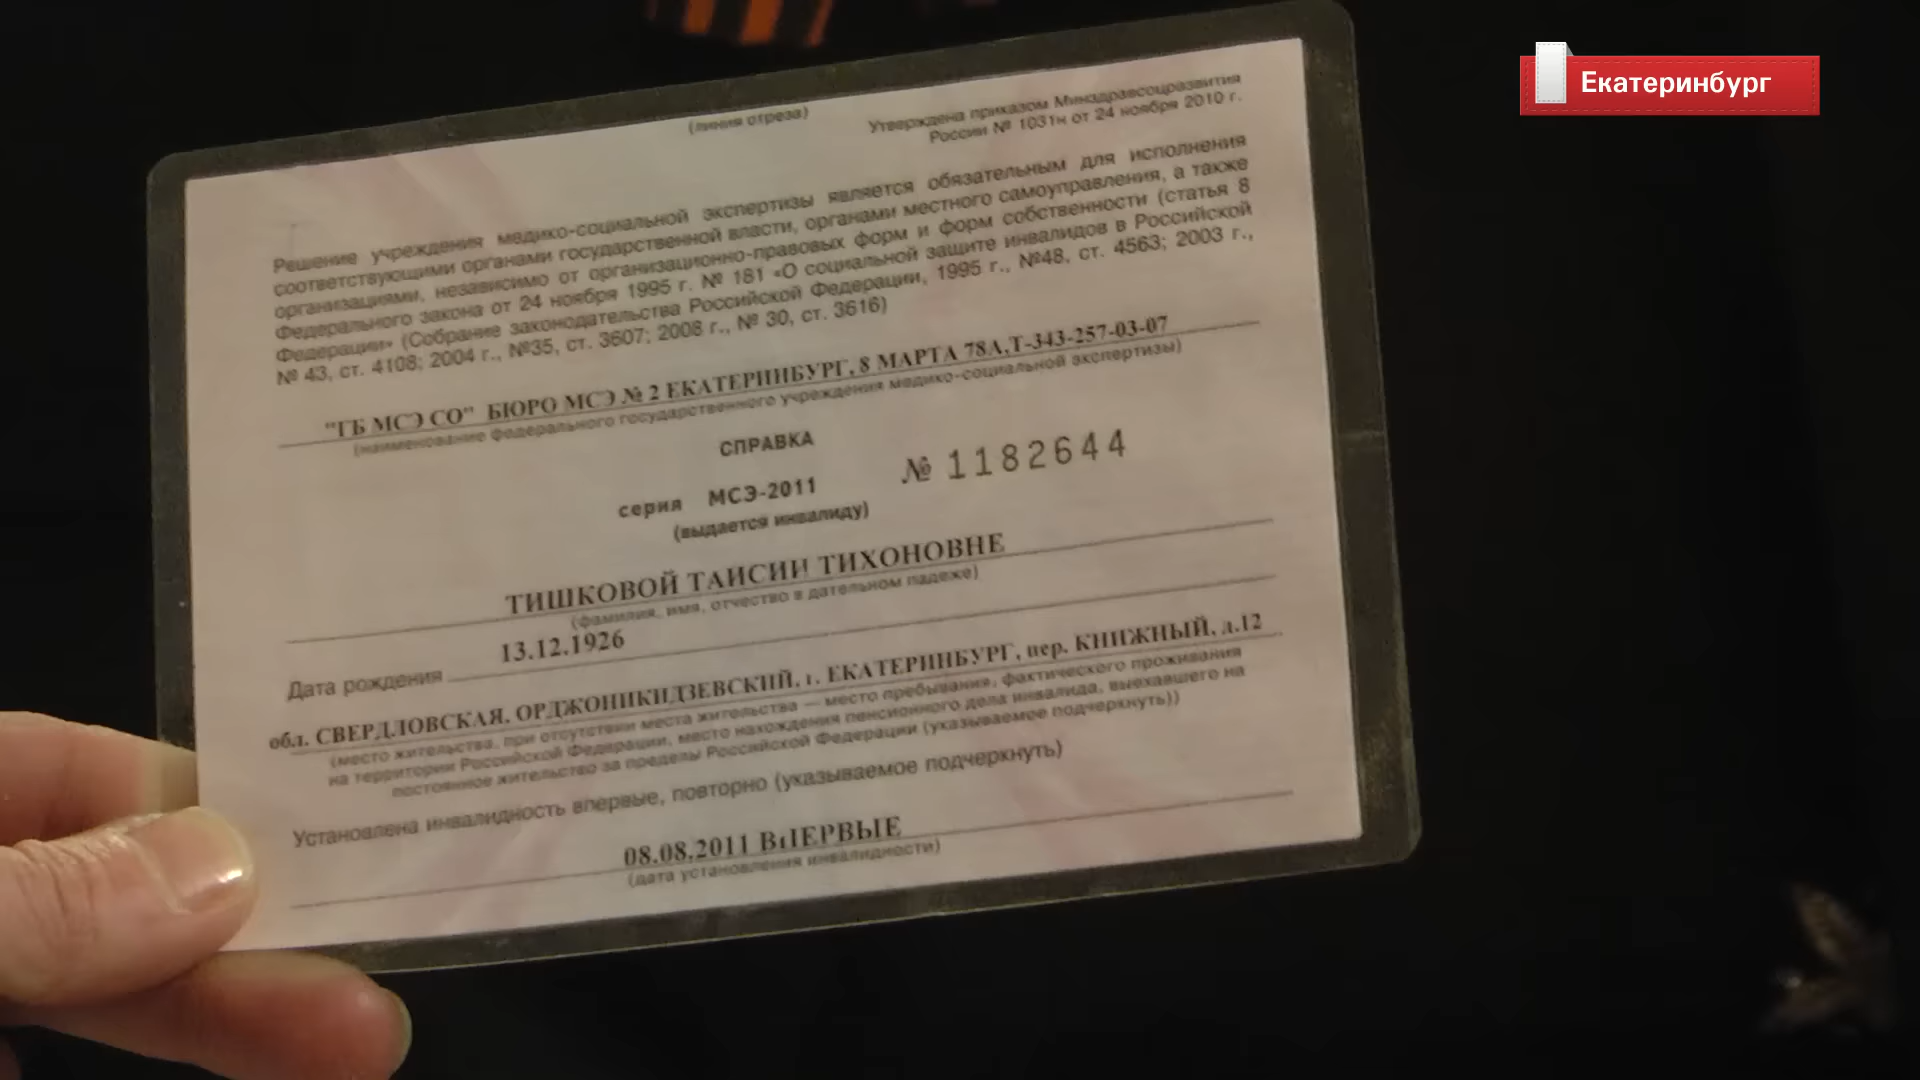 Екатеринбург
(линия отреза)
Утверждена приказом Минздравсоцразвития
России № 1031н от 24 ноября 2010 г.
Решение учреждения медико-социальной экспертизы является обязательным для исполнения
соответствующими органами государственной власти, органами местного самоуправления, а также
организациями, независимо от организационно-правовых форм и форм собственности (статья 8
Федерального закона от 24 ноября 1995 г. № 181 «О социальной защите инвалидов в Российской
Федерации» (Собрание законодательства Российской Федерации, 1995 г., №48, ст. 4563; 2003 г.,
№ 43, ст. 4108; 2004 г., №35, ст. 3607; 2008 г., № 30, ст. 3616)
"ГБ МСЭ СО" БЮРО МСЭ № 2 ЕКАТЕРИНБУРГ, 8 МАРТА 78А,Т-343-257-03-07
(наименование федерального государственного учреждения медико-социальной экспертизы)
СПРАВКА
серия МСЭ-2011 № 1182644
(выдается инвалиду)
ТИШКОВОЙ ТАИСИИ ТИХОНОВНЕ
(фамилия, имя, отчество в дательном падеже)
Дата рождения 13.12.1926
обл. СВЕРДЛОВСКАЯ, ОРДЖОНИКИДЗЕВСКИЙ, г. ЕКАТЕРИНБУРГ, пер. КНИЖНЫЙ, д.12
(место жительства, при отсутствии места жительства — место пребывания, фактического проживания
на территории Российской Федерации, место нахождения пенсионного дела инвалида, выехавшего на
постоянное жительство за пределы Российской Федерации (указываемое подчеркнуть))
Установлена инвалидность впервые, повторно (указываемое подчеркнуть)
08.08.2011 ВПЕРВЫЕ
(дата установления инвалидности)